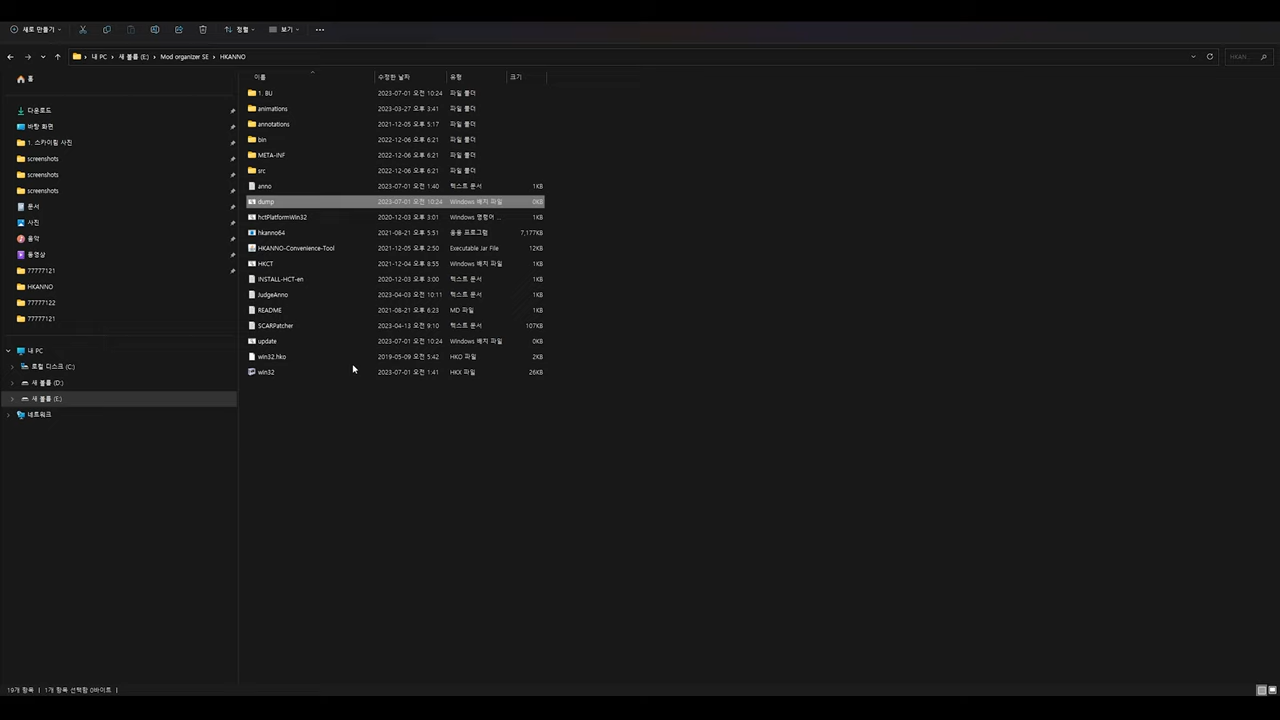 새로 만들기
정렬
보기
내 PC
새 볼륨 (E:)
Mod organizer SE
HKANNO
HKAN...
홈
다운로드
바탕 화면
1. 스카이림 사진
screenshots
screenshots
screenshots
문서
사진
음악
동영상
77777121
HKANNO
77777122
77777121
내 PC
로컬 디스크 (C:)
새 볼륨 (D:)
새 볼륨 (E:)
네트워크
이름 수정한 날짜 유형 크기
1. BU 2023-07-01 오전 10:24 파일 폴더
animations 2023-03-27 오후 3:41 파일 폴더
annotations 2021-12-05 오후 5:17 파일 폴더
bin 2022-12-06 오후 6:21 파일 폴더
META-INF 2022-12-06 오후 6:21 파일 폴더
src 2022-12-06 오후 6:21 파일 폴더
anno 2023-07-01 오전 1:40 텍스트 문서 1KB
dump 2023-07-01 오전 10:24 Windows 배치 파일 0KB
hctPlatformWin32 2020-12-03 오후 3:01 Windows 명령어 ... 1KB
hkanno64 2021-08-21 오후 5:51 응용 프로그램 7,177KB
HKANNO-Convenience-Tool 2021-12-05 오후 2:50 Executable Jar File 12KB
HKCT 2021-12-04 오후 8:55 Windows 배치 파일 1KB
INSTALL-HCT-en 2020-12-03 오후 3:00 텍스트 문서 1KB
JudgeAnno 2023-04-03 오후 10:11 텍스트 문서 1KB
README 2021-08-21 오후 6:23 MD 파일 1KB
SCARPatcher 2023-04-13 오후 9:10 텍스트 문서 107KB
update 2023-07-01 오전 10:24 Windows 배치 파일 0KB
win32.hko 2019-05-09 오전 5:42 HKO 파일 2KB
win32 2023-07-01 오전 1:41 HKX 파일 26KB
19개 항목 1개 항목 선택함 0바이트